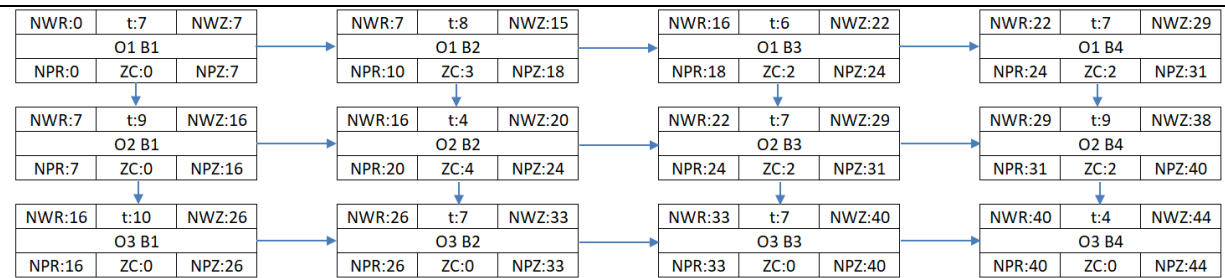 NWR:0 t:7 NWZ:7 NWR:7 t:8 NWZ:15 NWR:16 t:6 NWZ:22 NWR:22 t:7 NWZ:29
O1 B1 O1 B2 O1 B3 O1 B4
NPR:0 ZC:0 NPZ:7 NPR:10 ZC:3 NPZ:18 NPR:18 ZC:2 NPZ:24 NPR:24 ZC:2 NPZ:31
NWR:7 t:9 NWZ:16 NWR:16 t:4 NWZ:20 NWR:22 t:7 NWZ:29 NWR:29 t:9 NWZ:38
O2 B1 O2 B2 O2 B3 O2 B4
NPR:7 ZC:0 NPZ:16 NPR:20 ZC:4 NPZ:24 NPR:24 ZC:2 NPZ:31 NPR:31 ZC:2 NPZ:40
NWR:16 t:10 NWZ:26 NWR:26 t:7 NWZ:33 NWR:33 t:7 NWZ:40 NWR:40 t:4 NWZ:44
O3 B1 O3 B2 O3 B3 O3 B4
NPR:16 ZC:0 NPZ:26 NPR:26 ZC:0 NPZ:33 NPR:33 ZC:0 NPZ:40 NPR:40 ZC:0 NPZ:44